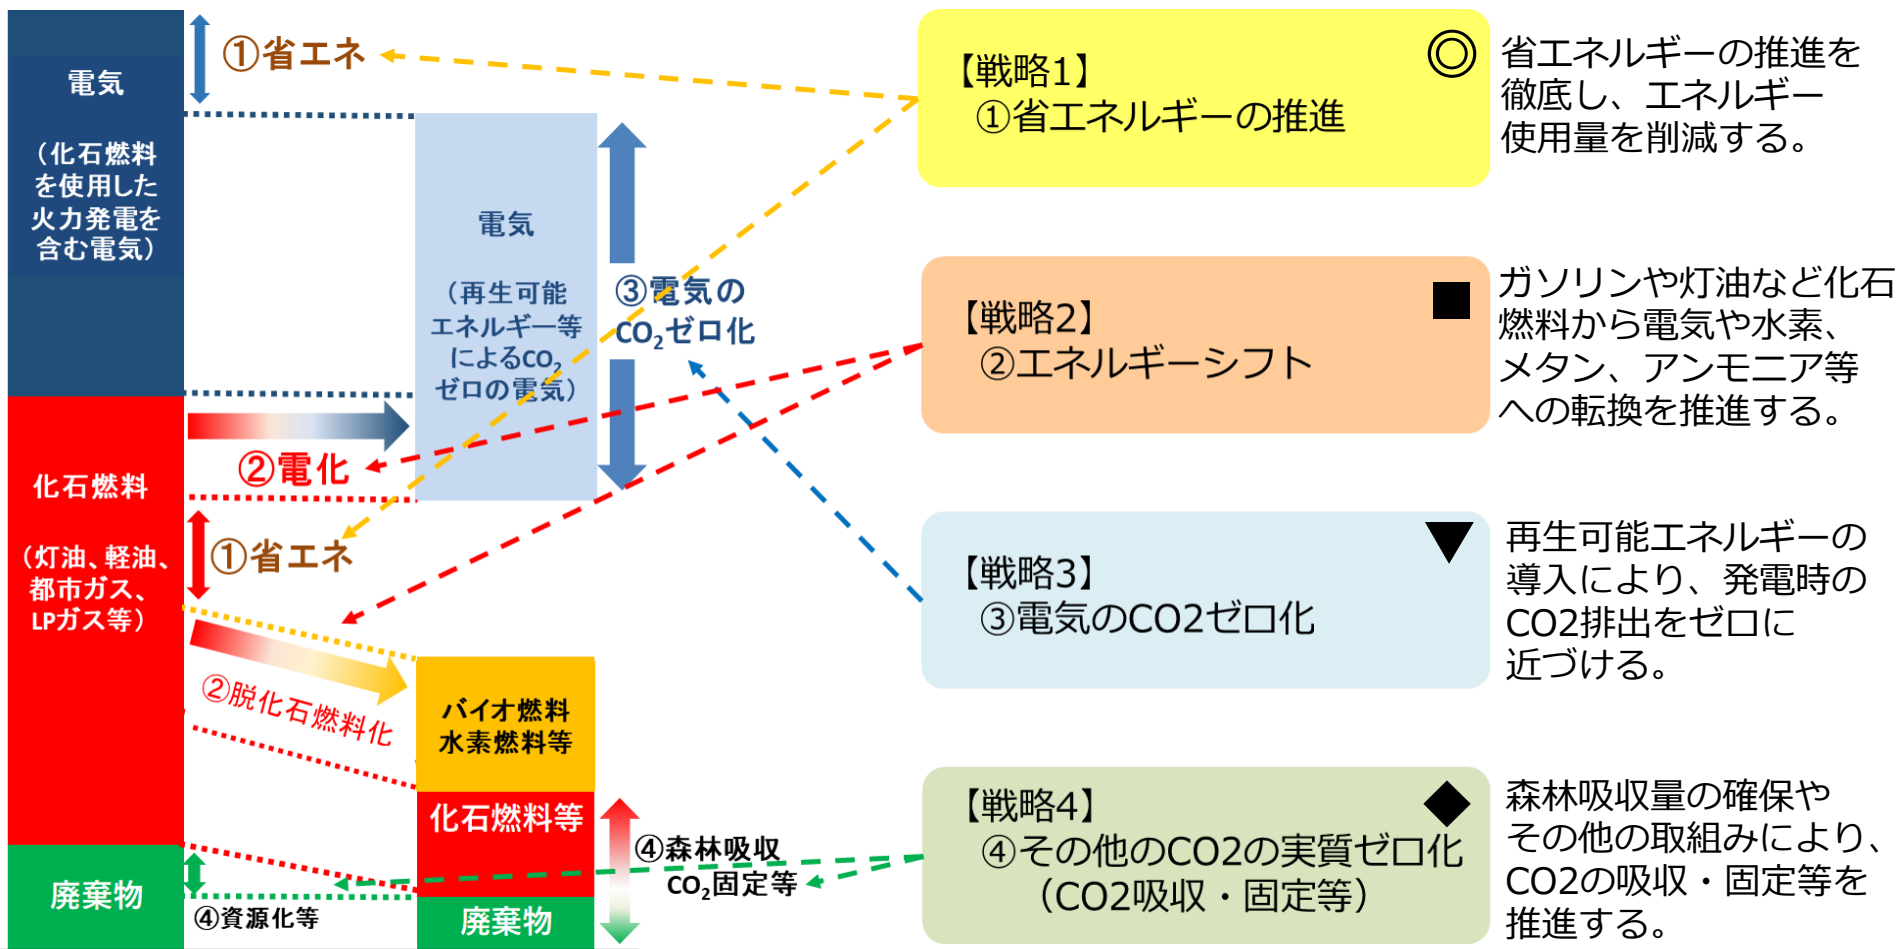 電気
（化石燃料
を使用した
火力発電を
含む電気）
化石燃料
（灯油、軽油、
都市ガス、
LPガス等）
廃棄物
①省エネ
②電化
①省エネ
②脱化石燃料化
④資源化等
電気
（再生可能
エネルギー等
によるCO₂
ゼロの電気）
バイオ燃料
水素燃料等
化石燃料等
廃棄物
③電気の
CO₂ゼロ化
④森林吸収
CO₂固定等
【戦略1】
①省エネルギーの推進
◎
省エネルギーの推進を
徹底し、エネルギー
使用量を削減する。
【戦略2】
②エネルギーシフト
■
ガソリンや灯油など化石
燃料から電気や水素、
メタン、アンモニア等
への転換を推進する。
【戦略3】
③電気のCO2ゼロ化
▼
再生可能エネルギーの
導入により、発電時の
CO2排出をゼロに
近づける。
【戦略4】
④その他のCO2の実質ゼロ化
（CO2吸収・固定等）
◆
森林吸収量の確保や
その他の取組みにより、
CO2の吸収・固定等を
推進する。